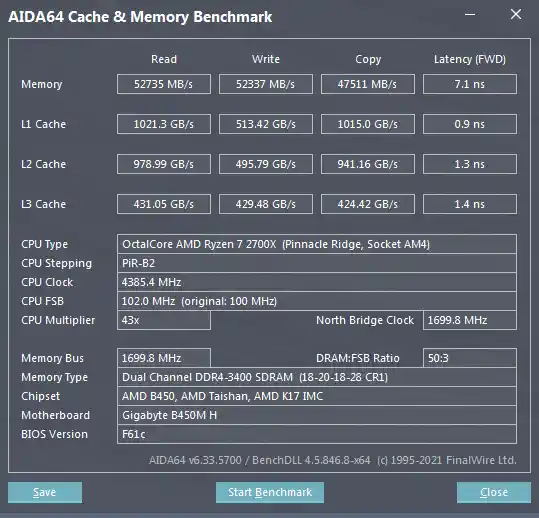 AIDA64 Cache & Memory Benchmark
Read Write Copy Latency (FWD)
Memory 52735 MB/s 52337 MB/s 47511 MB/s 7.1 ns
L1 Cache 1021.3 GB/s 513.42 GB/s 1015.0 GB/s 0.9 ns
L2 Cache 978.99 GB/s 495.79 GB/s 941.16 GB/s 1.3 ns
L3 Cache 431.05 GB/s 429.48 GB/s 424.42 GB/s 1.4 ns
CPU Type OctalCore AMD Ryzen 7 2700X (Pinnacle Ridge, Socket AM4)
CPU Stepping PiR-B2
CPU Clock 4385.4 MHz
CPU FSB 102.0 MHz (original: 100 MHz)
CPU Multiplier 43x North Bridge Clock 1699.8 MHz
Memory Bus 1699.8 MHz DRAM:FSB Ratio 50:3
Memory Type Dual Channel DDR4-3400 SDRAM (18-20-18-28 CR1)
Chipset AMD B450, AMD Taishan, AMD K17 IMC
Motherboard Gigabyte B450M H
BIOS Version F61c
AIDA64 v6.33.5700 / BenchDLL 4.5.846.8-x64 (c) 1995-2021 FinalWire Ltd.
Save Start Benchmark Close